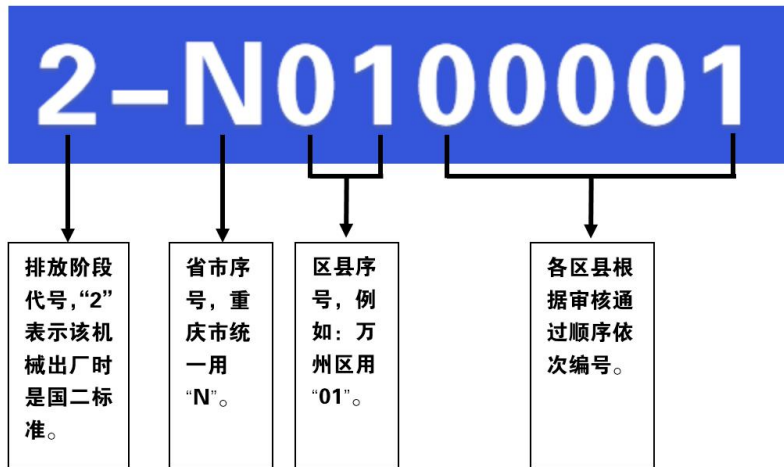 2-N01 00001
排放阶段
代号，“2”
表示该机
械出厂时
是国二标
准。
省市序
号，重
庆市统
一用
“N”。
区县序
号，例
如：万
州区用
“01”。
各区县根
据审核通
过顺序依
次编号。